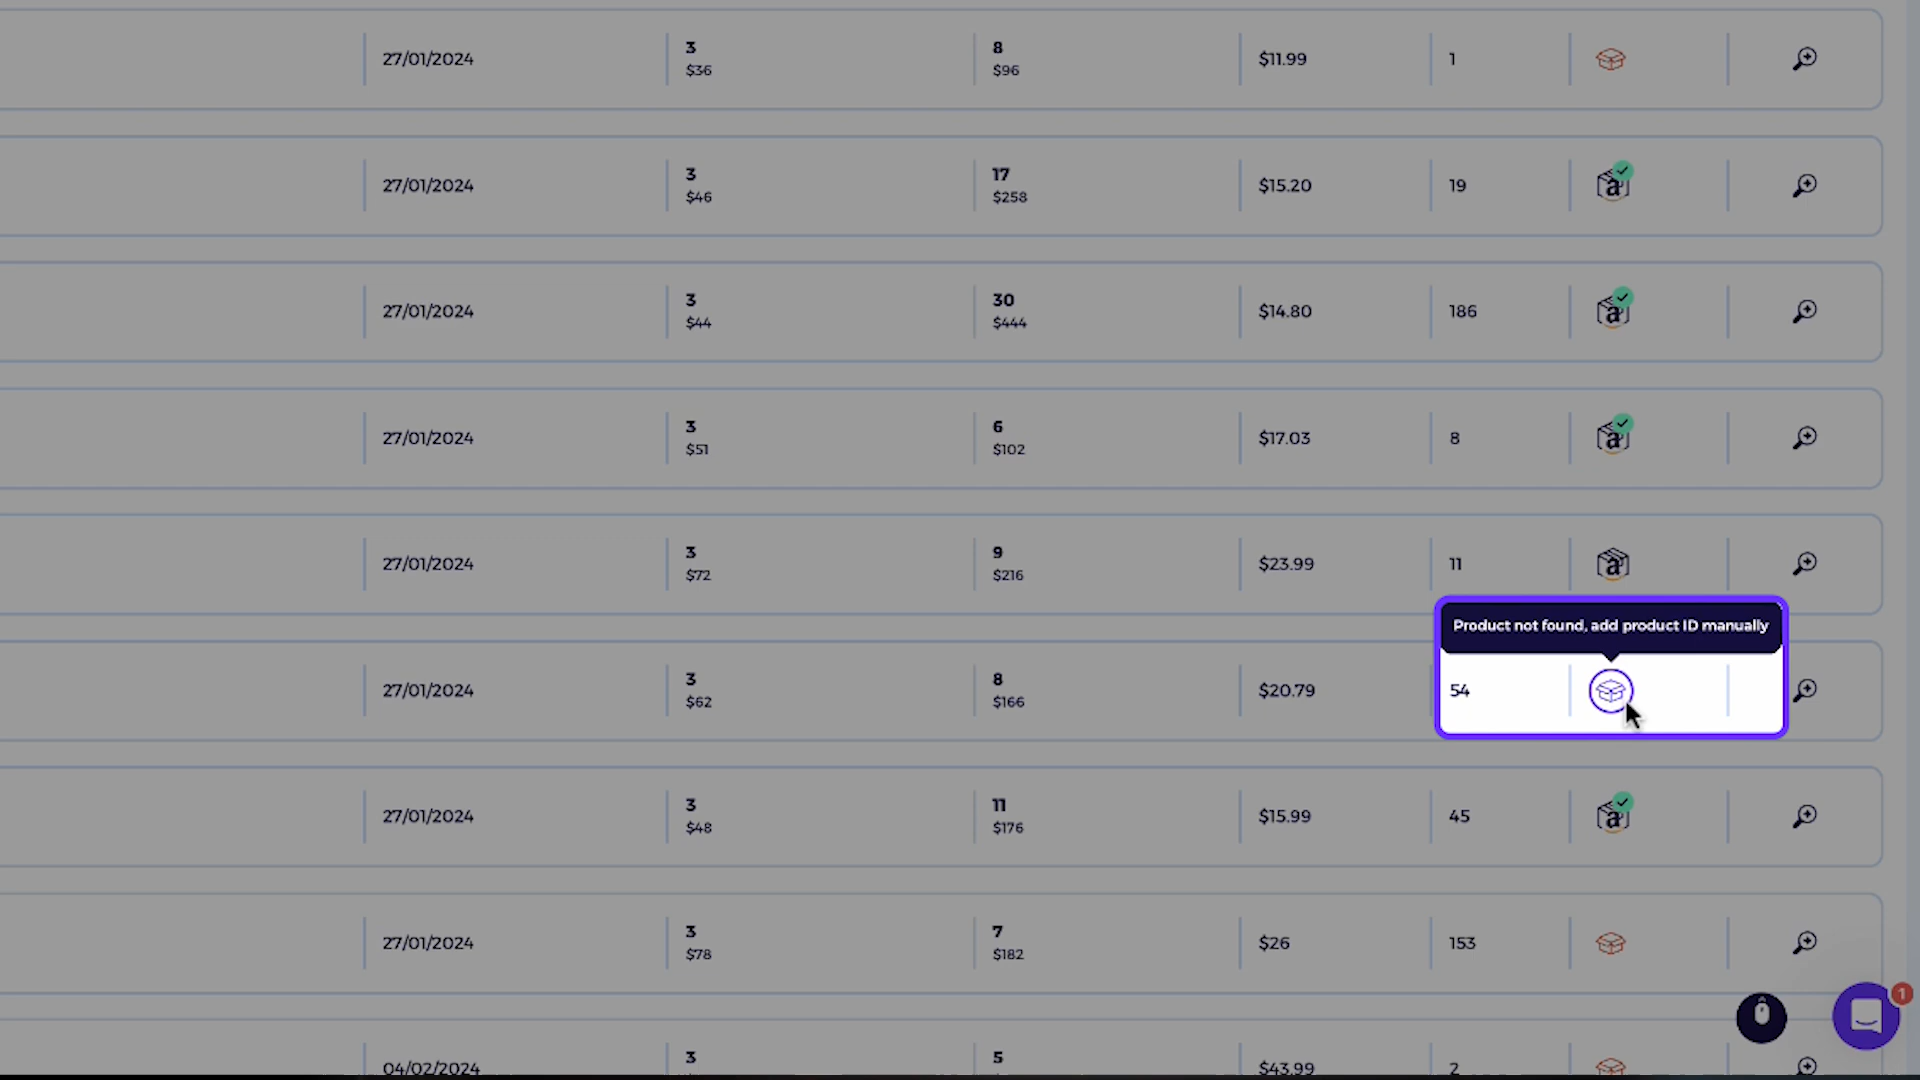 27/01/2024 3 8 $11.99 1
$36 $96
27/01/2024 3 17 $15.20 19 a
$46 $258
27/01/2024 3 30 $14.80 186 a
$44 $444
27/01/2024 3 6 $17.03 8 a
$51 $102
27/01/2024 3 9 $23.99 11 a
$72 $216
Product not found, add product ID manually
27/01/2024 3 8 $20.79 54
$62 $166
27/01/2024 3 11 $15.99 45 a
$48 $176
27/01/2024 3 7 $26 153
$78 $182
1
04/02/2024 3 5 $43.99 2